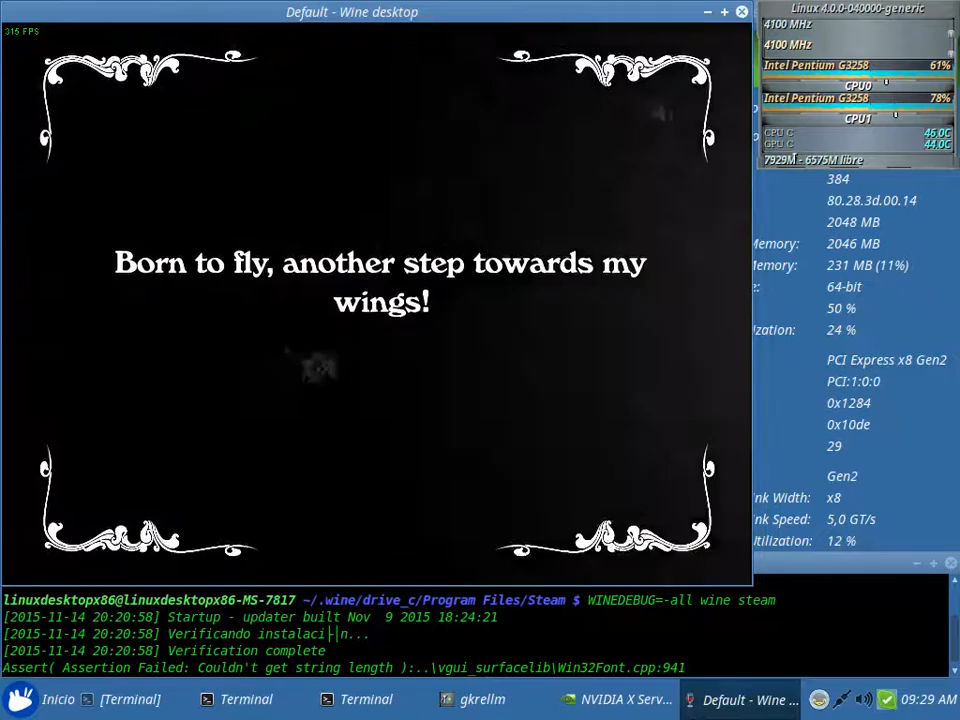 Default - Wine desktop
315 FPS
Born to fly, another step towards my
wings!
Linux 4.0.0-040000-generic
4100 MHz
4100 MHz
Intel Pentium G3258 61%
CPU0
Intel Pentium G3258 78%
CPU1
CPU C 46.0C
GPU C 44.0C
7929M - 6575M libre
384
80.28.3d.00.14
2048 MB
Memory: 2046 MB
Memory: 231 MB (11%)
64-bit
50 %
24 %
PCI Express x8 Gen2
PCI:1:0:0
0x1284
0x10de
29
Gen2
Width: x8
Speed: 5,0 GT/s
12 %
linuxdesktopx86@linuxdesktopx86-MS-7817 ~/.wine/drive_c/Program Files/Steam $ WINEDEBUG=-all wine steam
[2015-11-14 20:20:58] Startup - updater built Nov  9 2015 18:24:21
[2015-11-14 20:20:58] Verificando instalaci├│n...
[2015-11-14 20:20:58] Verification complete
Assert( Assertion Failed: Couldn't get string length ):..\vgui_surfacelib\Win32Font.cpp:941
Inicio [Terminal] Terminal Terminal gkrellm NVIDIA X Serv... Default - Wine ... 09:29 AM